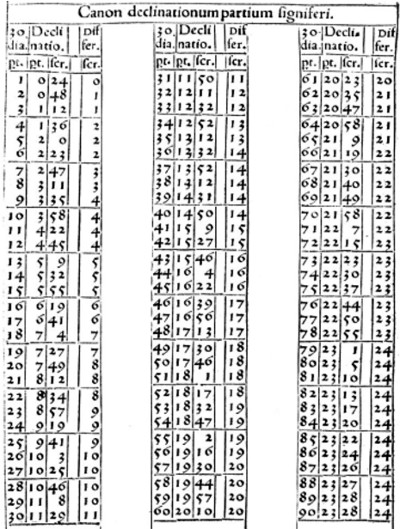 Canon declinationum partium ſigniferi.
zo Decli Dif zo Decli Dif zo Decli Dif
dia. natio. fer. dia. natio. fer. dia. natio. fer.
pt. pt. ſcr. ſcr. pt. pt. ſcr. ſcr. pt. pt. ſcr. ſcr.
1 0 24 0 31 11 50 11 61 20 23 20
2 0 48 1 32 12 11 12 62 20 35 21
3 1 12 1 33 12 32 12 63 20 47 21
4 1 36 2 34 12 52 13 64 20 58 21
5 2 0 2 35 13 12 13 65 21 9 21
6 2 23 2 36 13 32 14 66 21 19 22
7 2 47 3 37 13 52 14 67 21 30 22
8 3 11 3 38 14 12 14 68 21 40 22
9 3 35 4 39 14 31 14 69 21 49 22
10 3 58 4 40 14 50 14 70 21 58 22
11 4 22 4 41 15 9 15 71 22 7 22
12 4 45 4 42 15 27 15 72 22 15 23
13 5 9 5 43 15 46 16 73 22 23 23
14 5 32 5 44 16 4 16 74 22 30 23
15 5 55 5 45 16 22 16 75 22 37 23
16 6 19 6 46 16 39 17 76 22 44 23
17 6 41 6 47 16 56 17 77 22 50 23
18 7 4 7 48 17 13 17 78 22 55 23
19 7 27 7 49 17 30 18 79 23 1 24
20 7 49 8 50 17 46 18 80 23 5 24
21 8 12 8 51 18 1 18 81 23 10 24
22 8 34 8 52 18 17 18 82 23 13 24
23 8 57 9 53 18 32 19 83 23 17 24
24 9 19 9 54 18 47 19 84 23 20 24
25 9 41 9 55 19 2 19 85 23 22 24
26 10 3 10 56 19 16 19 86 23 24 24
27 10 25 10 57 19 30 20 87 23 26 24
28 10 46 10 58 19 44 20 88 23 27 24
29 11 8 10 59 19 57 20 89 23 28 24
30 11 29 11 60 20 10 20 90 23 28 24